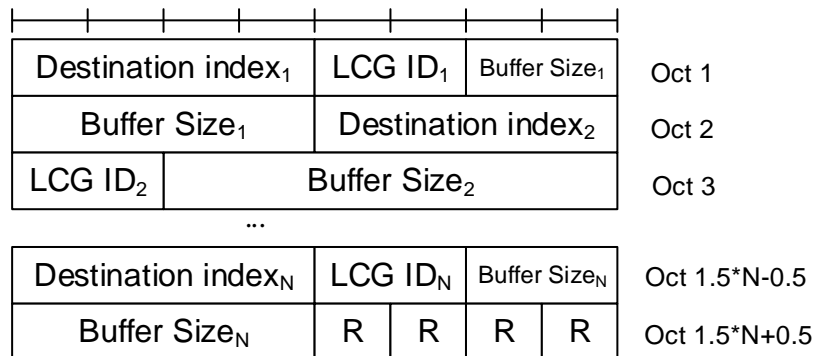 Destination index₁ LCG ID₁ Buffer Size₁ Oct 1
Buffer Size₁ Destination index₂ Oct 2
LCG ID₂ Buffer Size₂ Oct 3
...
Destination indexN LCG IDN Buffer SizeN Oct 1.5*N-0.5
Buffer SizeN R R R R Oct 1.5*N+0.5